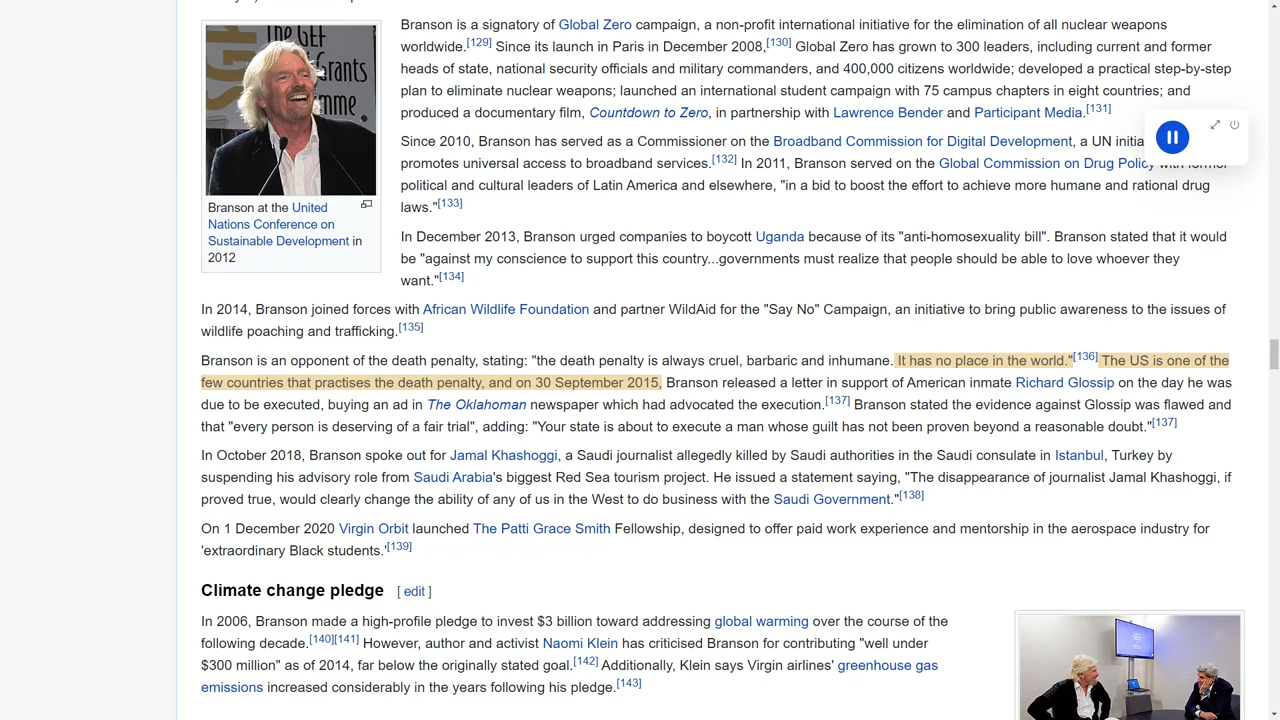 Branson is a signatory of Global Zero campaign, a non-profit international initiative for the elimination of all nuclear weapons
worldwide.[129] Since its launch in Paris in December 2008,[130] Global Zero has grown to 300 leaders, including current and former
heads of state, national security officials and military commanders, and 400,000 citizens worldwide; developed a practical step-by-step
plan to eliminate nuclear weapons; launched an international student campaign with 75 campus chapters in eight countries; and
produced a documentary film, Countdown to Zero, in partnership with Lawrence Bender and Participant Media.[131]
The GEF
Grants
Branson at the United
Nations Conference on
Sustainable Development in
2012
Since 2010, Branson has served as a Commissioner on the Broadband Commission for Digital Development, a UN
promotes universal access to broadband services.[132] In 2011, Branson served on the Global Commission on Drug Policy with former
political and cultural leaders of Latin America and elsewhere, "in a bid to boost the effort to achieve more humane and rational drug
laws."[133]
In December 2013, Branson urged companies to boycott Uganda because of its "anti-homosexuality bill". Branson stated that it would
be "against my conscience to support this country...governments must realize that people should be able to love whoever they
want."[134]
In 2014, Branson joined forces with African Wildlife Foundation and partner WildAid for the "Say No" Campaign, an initiative to bring public awareness to the issues of
wildlife poaching and trafficking.[135]
Branson is an opponent of the death penalty, stating: "the death penalty is always cruel, barbaric and inhumane. It has no place in the world."[136] The US is one of the
few countries that practises the death penalty, and on 30 September 2015, Branson released a letter in support of American inmate Richard Glossip on the day he was
due to be executed, buying an ad in The Oklahoman newspaper which had advocated the execution.[137] Branson stated the evidence against Glossip was flawed and
that "every person is deserving of a fair trial", adding: "Your state is about to execute a man whose guilt has not been proven beyond a reasonable doubt."[137]
In October 2018, Branson spoke out for Jamal Khashoggi, a Saudi journalist allegedly killed by Saudi authorities in the Saudi consulate in Istanbul, Turkey by
suspending his advisory role from Saudi Arabia's biggest Red Sea tourism project. He issued a statement saying, "The disappearance of journalist Jamal Khashoggi, if
proved true, would clearly change the ability of any of us in the West to do business with the Saudi Government."[138]
On 1 December 2020 Virgin Orbit launched The Patti Grace Smith Fellowship, designed to offer paid work experience and mentorship in the aerospace industry for
'extraordinary Black students.'[139]
Climate change pledge [ edit ]
In 2006, Branson made a high-profile pledge to invest $3 billion toward addressing global warming over the course of the
following decade.[140][141] However, author and activist Naomi Klein has criticised Branson for contributing "well under
$300 million" as of 2014, far below the originally stated goal.[142] Additionally, Klein says Virgin airlines' greenhouse gas
emissions increased considerably in the years following his pledge.[143]